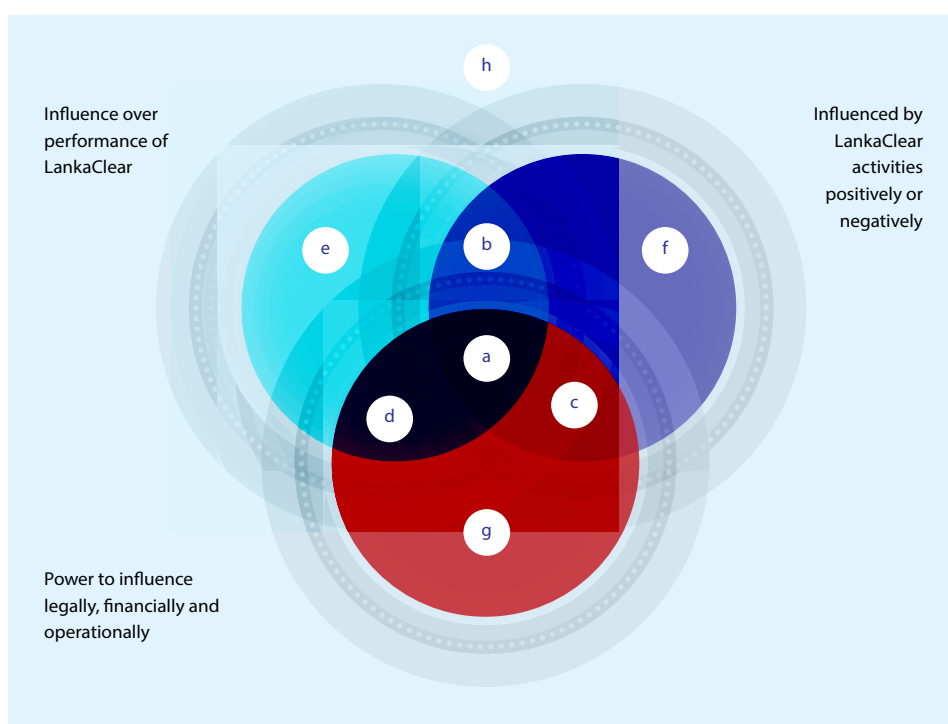 h
Influence over
performance of
LankaClear
Influenced by
LankaClear
activities
positively or
negatively
e
b
f
a
d
c
g
Power to influence
legally, financially and
operationally